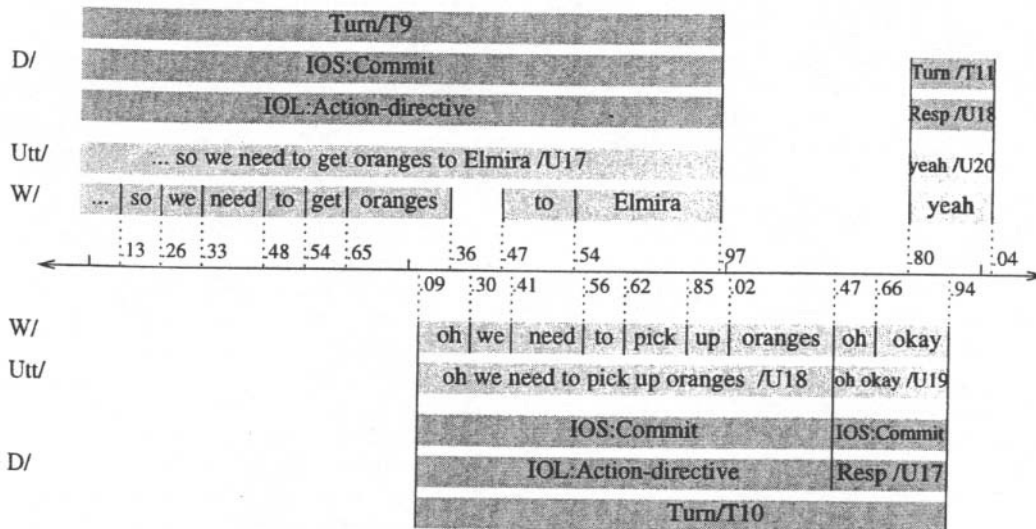 Turn/T9
D/ IOS:Commit Turn /T11
IOL:Action-directive Resp /U18
Utt/ ... so we need to get oranges to Elmira /U17 yeah /U20
W/ ... so we need to get oranges to Elmira yeah
:13 :26 :33 :48 :54 :65 :36 :47 :54 :97 :80 :04
:09 :30 :41 :56 :62 :85 :02 :47 :66 :94
W/ oh we need to pick up oranges oh okay
Utt/ oh we need to pick up oranges /U18 oh okay /U19
IOS:Commit IOS:Commit
D/ IOL:Action-directive Resp /U17
Turn/T10